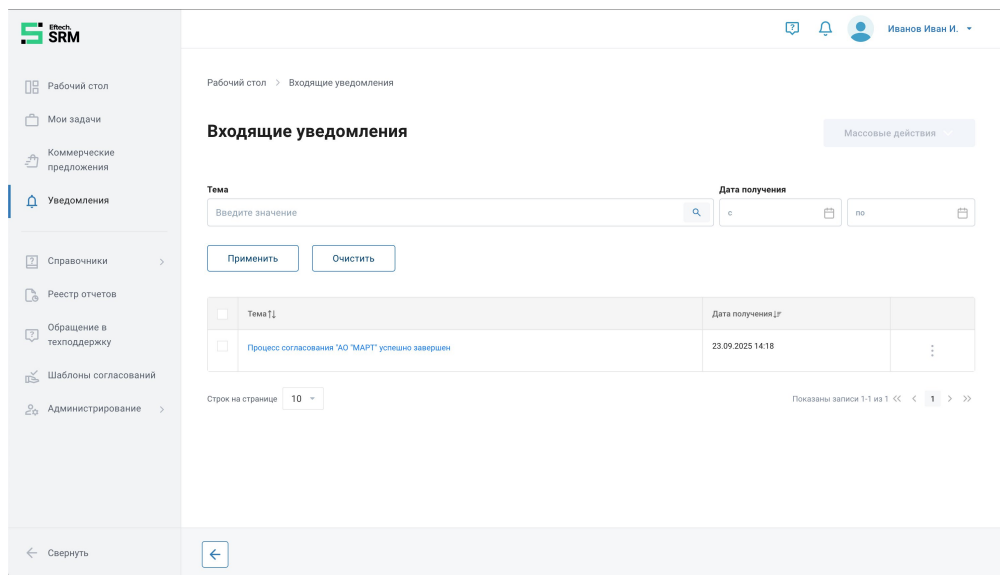 Eftech.
SRM
Иванов Иван И.
Рабочий стол
Мои задачи
Коммерческие
предложения
Уведомления
Справочники
Реестр отчетов
Обращение в
техподдержку
Шаблоны согласований
Администрирование
Свернуть
Рабочий стол > Входящие уведомления
Входящие уведомления
Массовые действия
Тема
Дата получения
Введите значение
с
по
Применить
Очистить
Тема
Дата получения
Процесс согласования "АО "МАРТ" успешно завершен
23.09.2025 14:18
Строк на странице 10
Показаны записи 1-1 из 1 << < 1 > >>